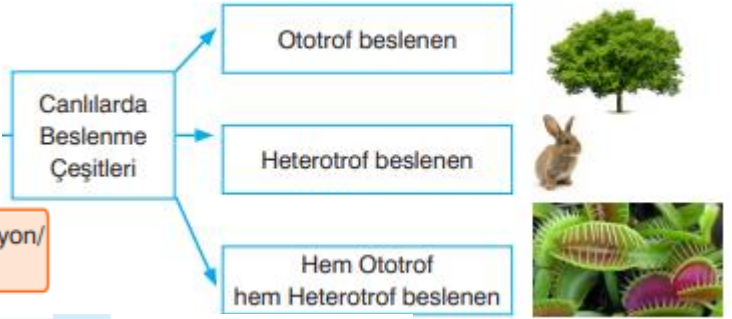 Ototrof beslenen
Canlılarda
Beslenme
Çeşitleri
Heterotrof beslenen
yon/
Hem Ototrof
hem Heterotrof beslenen